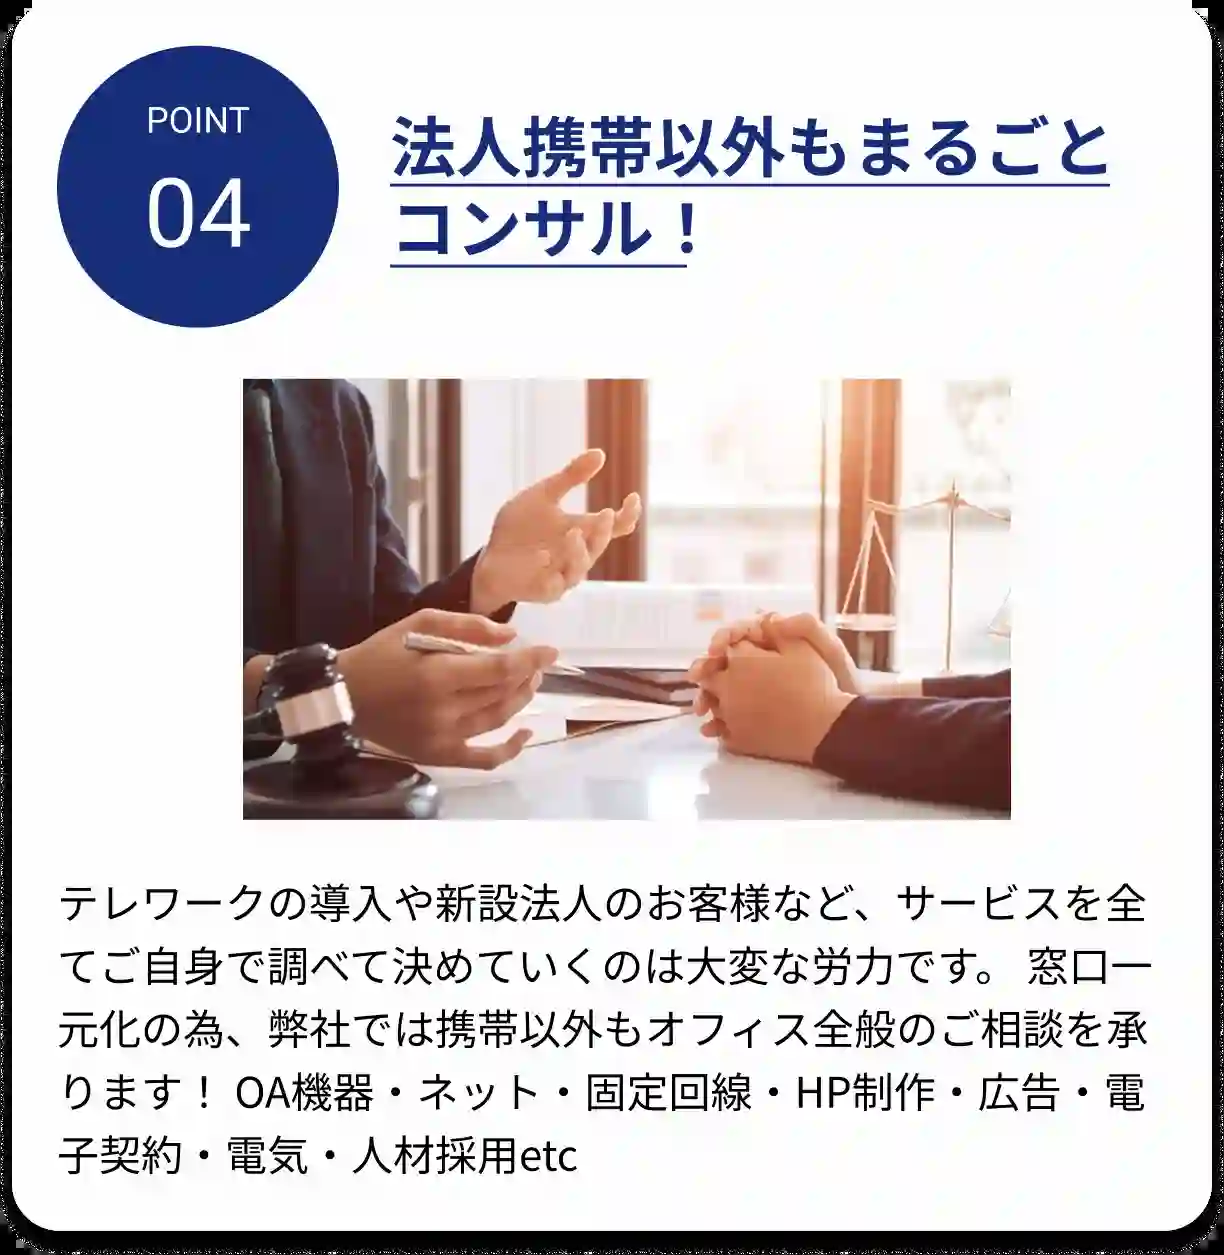 POINT
04
法人携帯以外もまるごと
コンサル！
テレワークの導入や新設法人のお客様など、サービスを全
てご自身で調べて決めていくのは大変な労力です。 窓口一
元化の為、弊社では携帯以外もオフィス全般のご相談を承
ります！ OA機器・ネット・固定回線・HP制作・広告・電
子契約・電気・人材採用etc